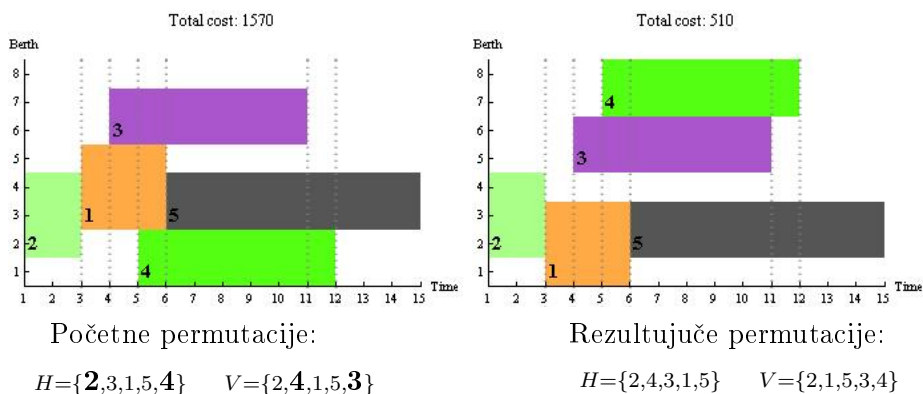 Total cost: 1570
Berth
8
7
6
5
4
3
2
1
3
1
5
2
4
1 2 3 4 5 6 7 8 9 10 11 12 13 14 15
Time
Total cost: 510
Berth
8
7
6
5
4
3
2
1
4
3
5
2
1
1 2 3 4 5 6 7 8 9 10 11 12 13 14 15
Time
Početne permutacije:
H={2,3,1,5,4} V={2,4,1,5,3}
Rezultujuče permutacije:
H={2,4,3,1,5} V={2,1,5,3,4}